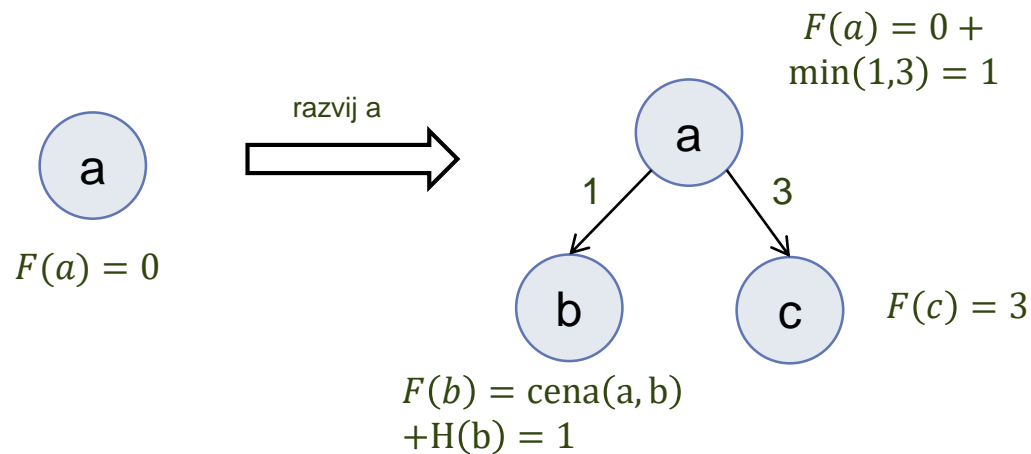 a
F(a) = 0
razvij a
F(a) = 0 +
min(1,3) = 1
a
1
3
b
c
F(c) = 3
F(b) = cena(a, b)
+H(b) = 1